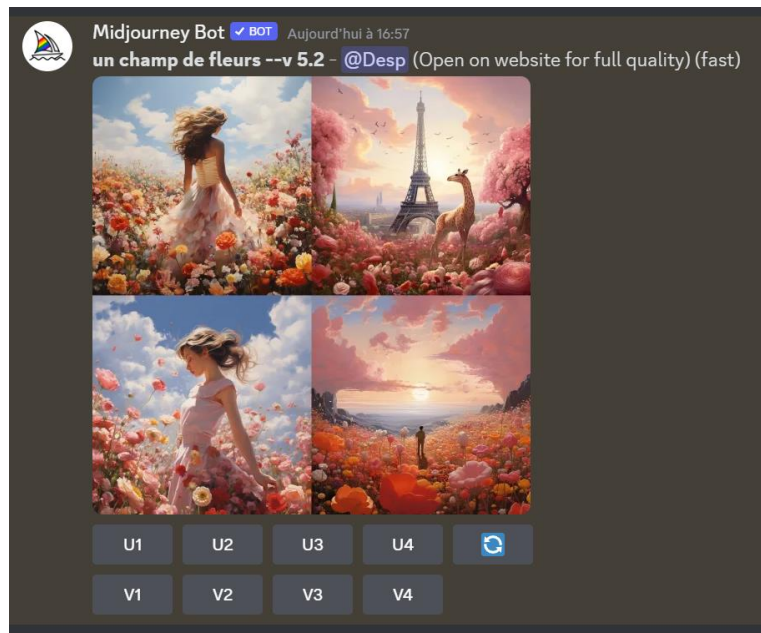 Midjourney Bot ✓ BOT Aujourd'hui à 16:57
un champ de fleurs --v 5.2 - @Desp (Open on website for full quality) (fast)
U1 U2 U3 U4
V1 V2 V3 V4